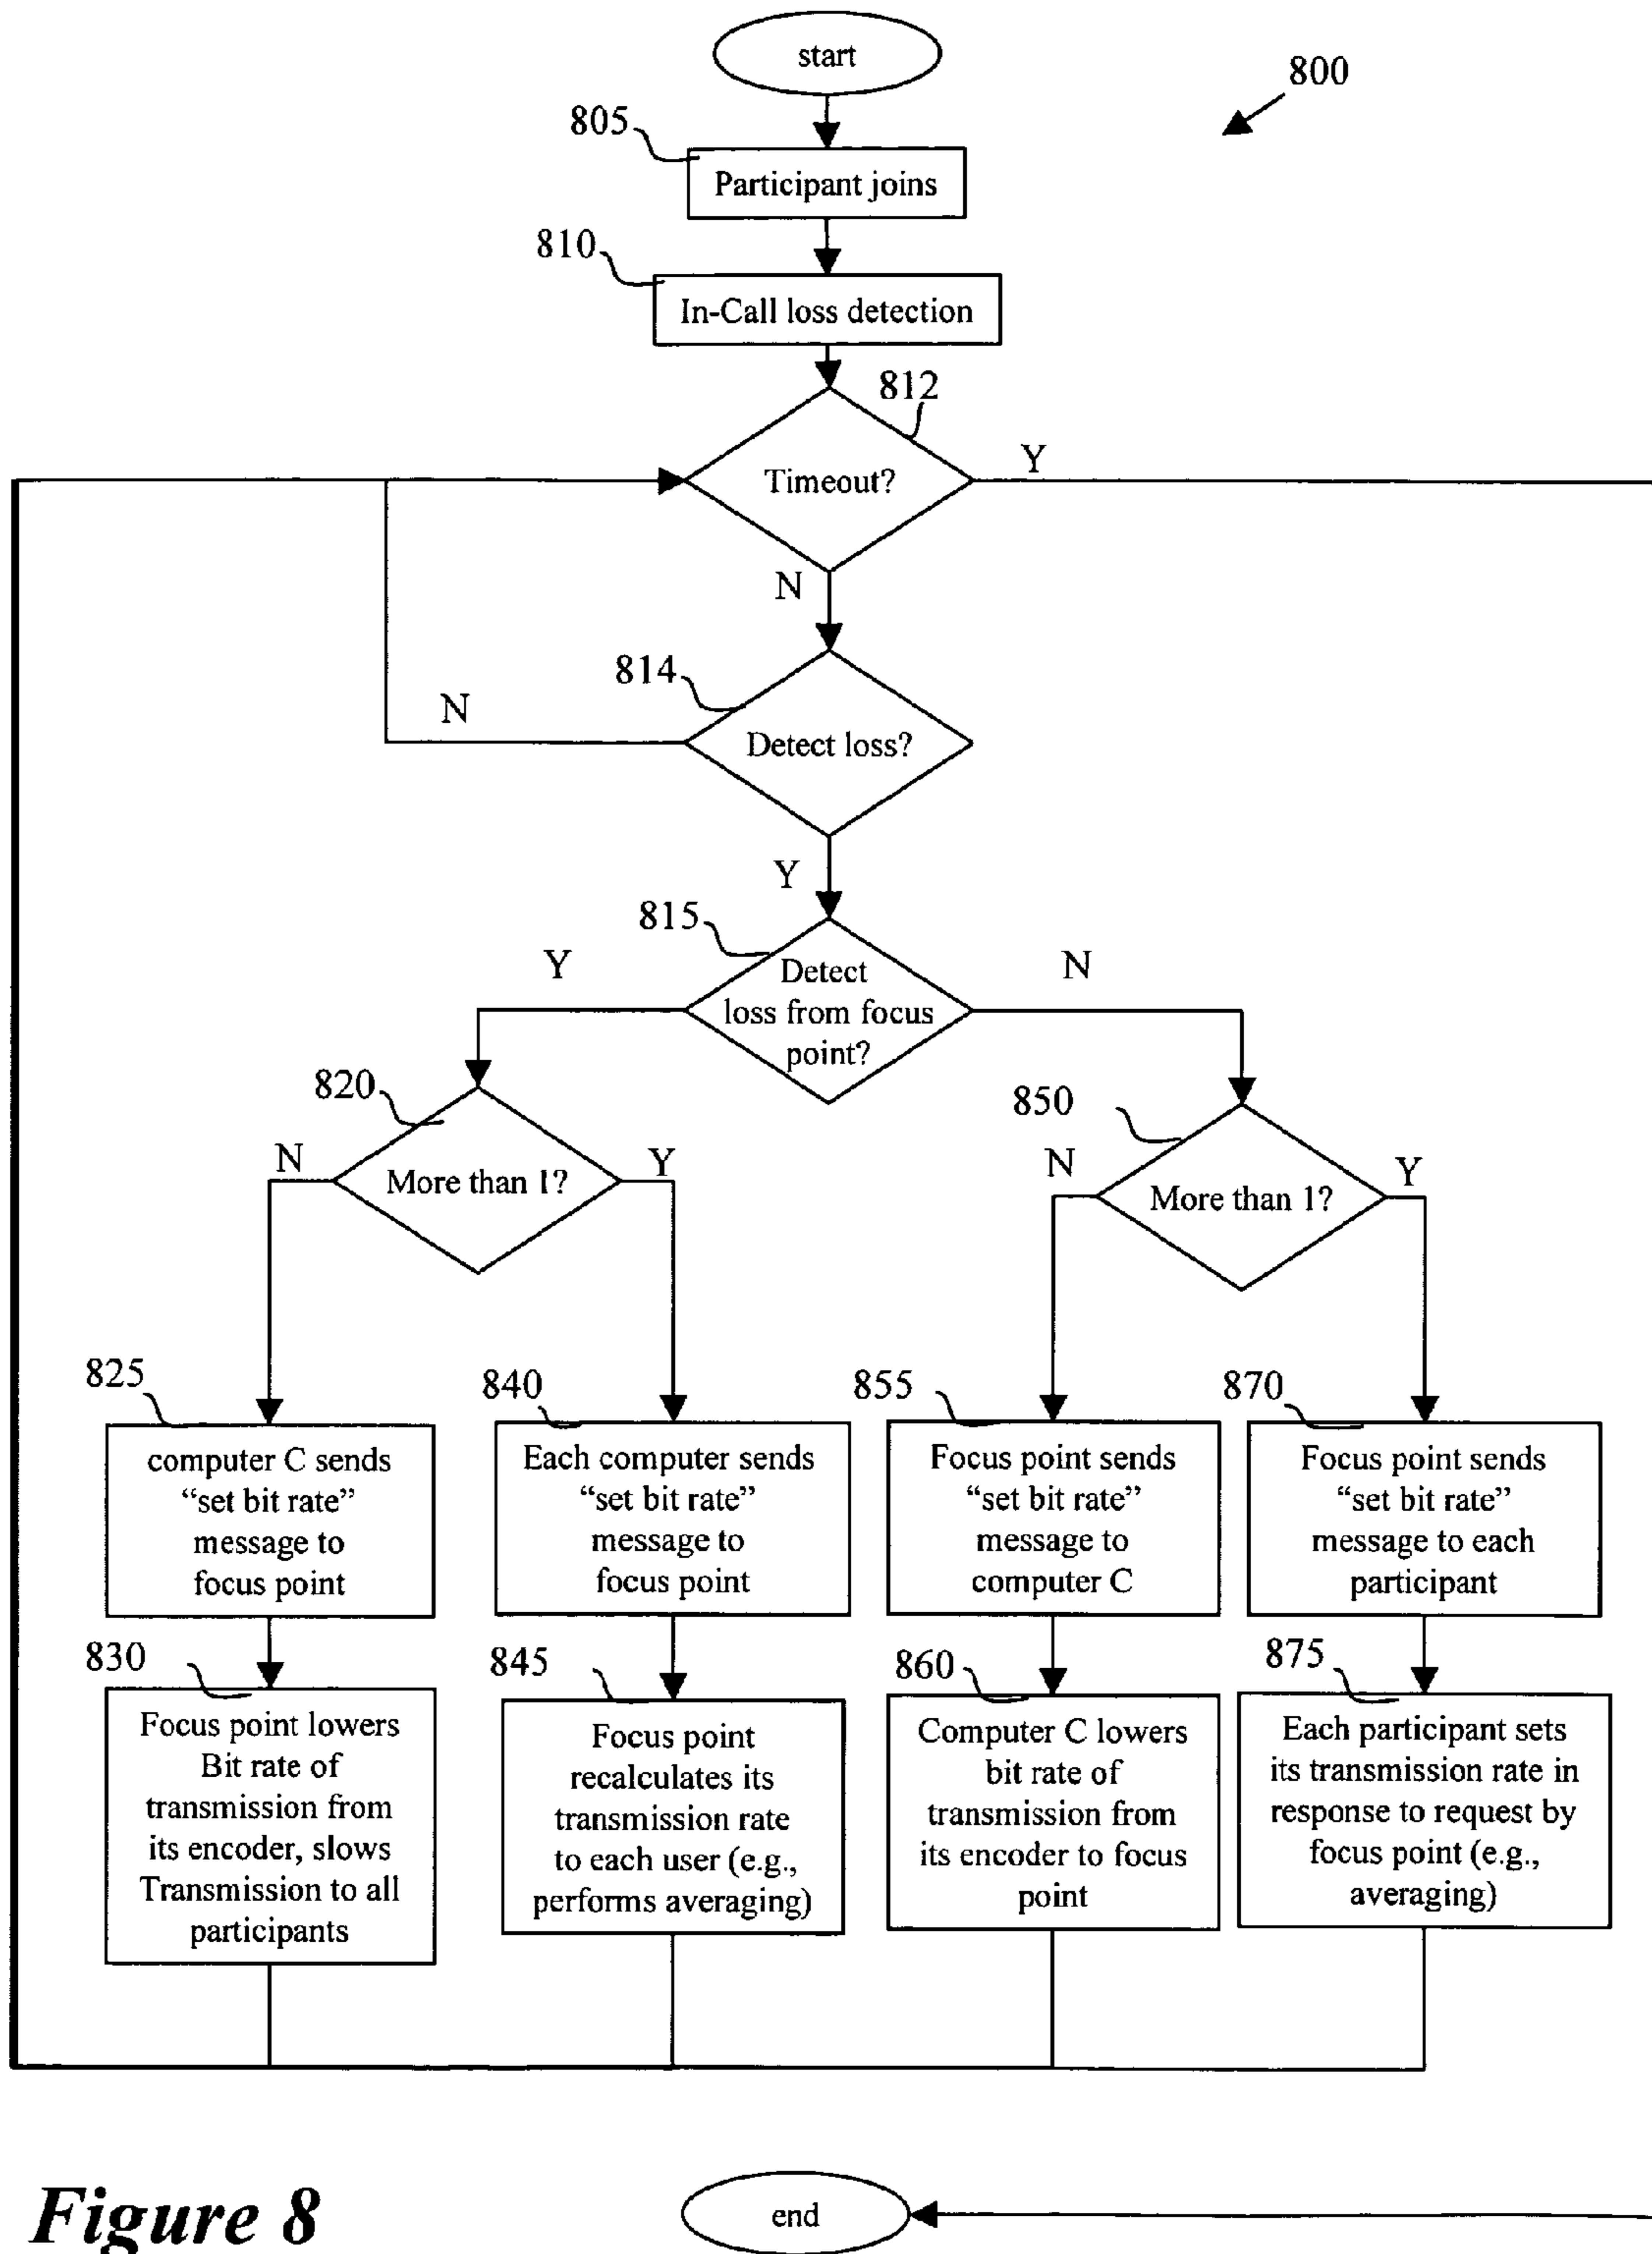 start
800
805
Participant joins
810
In-Call loss detection
812
Timeout?
Y
N
814
N
Detect loss?
Y
815
Y
Detect
loss from focus
point?
N
820
N
More than 1?
Y
850
N
More than 1?
Y
825
computer C sends
“set bit rate”
message to
focus point
840
Each computer sends
“set bit rate”
message to
focus point
855
Focus point sends
“set bit rate”
message to
computer C
870
Focus point sends
“set bit rate”
message to each
participant
830
Focus point lowers
Bit rate of
transmission from
its encoder, slows
Transmission to all
participants
845
Focus point
recalculates its
transmission rate
to each user (e.g.,
performs averaging)
860
Computer C lowers
bit rate of
transmission from
its encoder to focus
point
875
Each participant sets
its transmission rate in
response to request by
focus point (e.g.,
averaging)
Figure 8
end